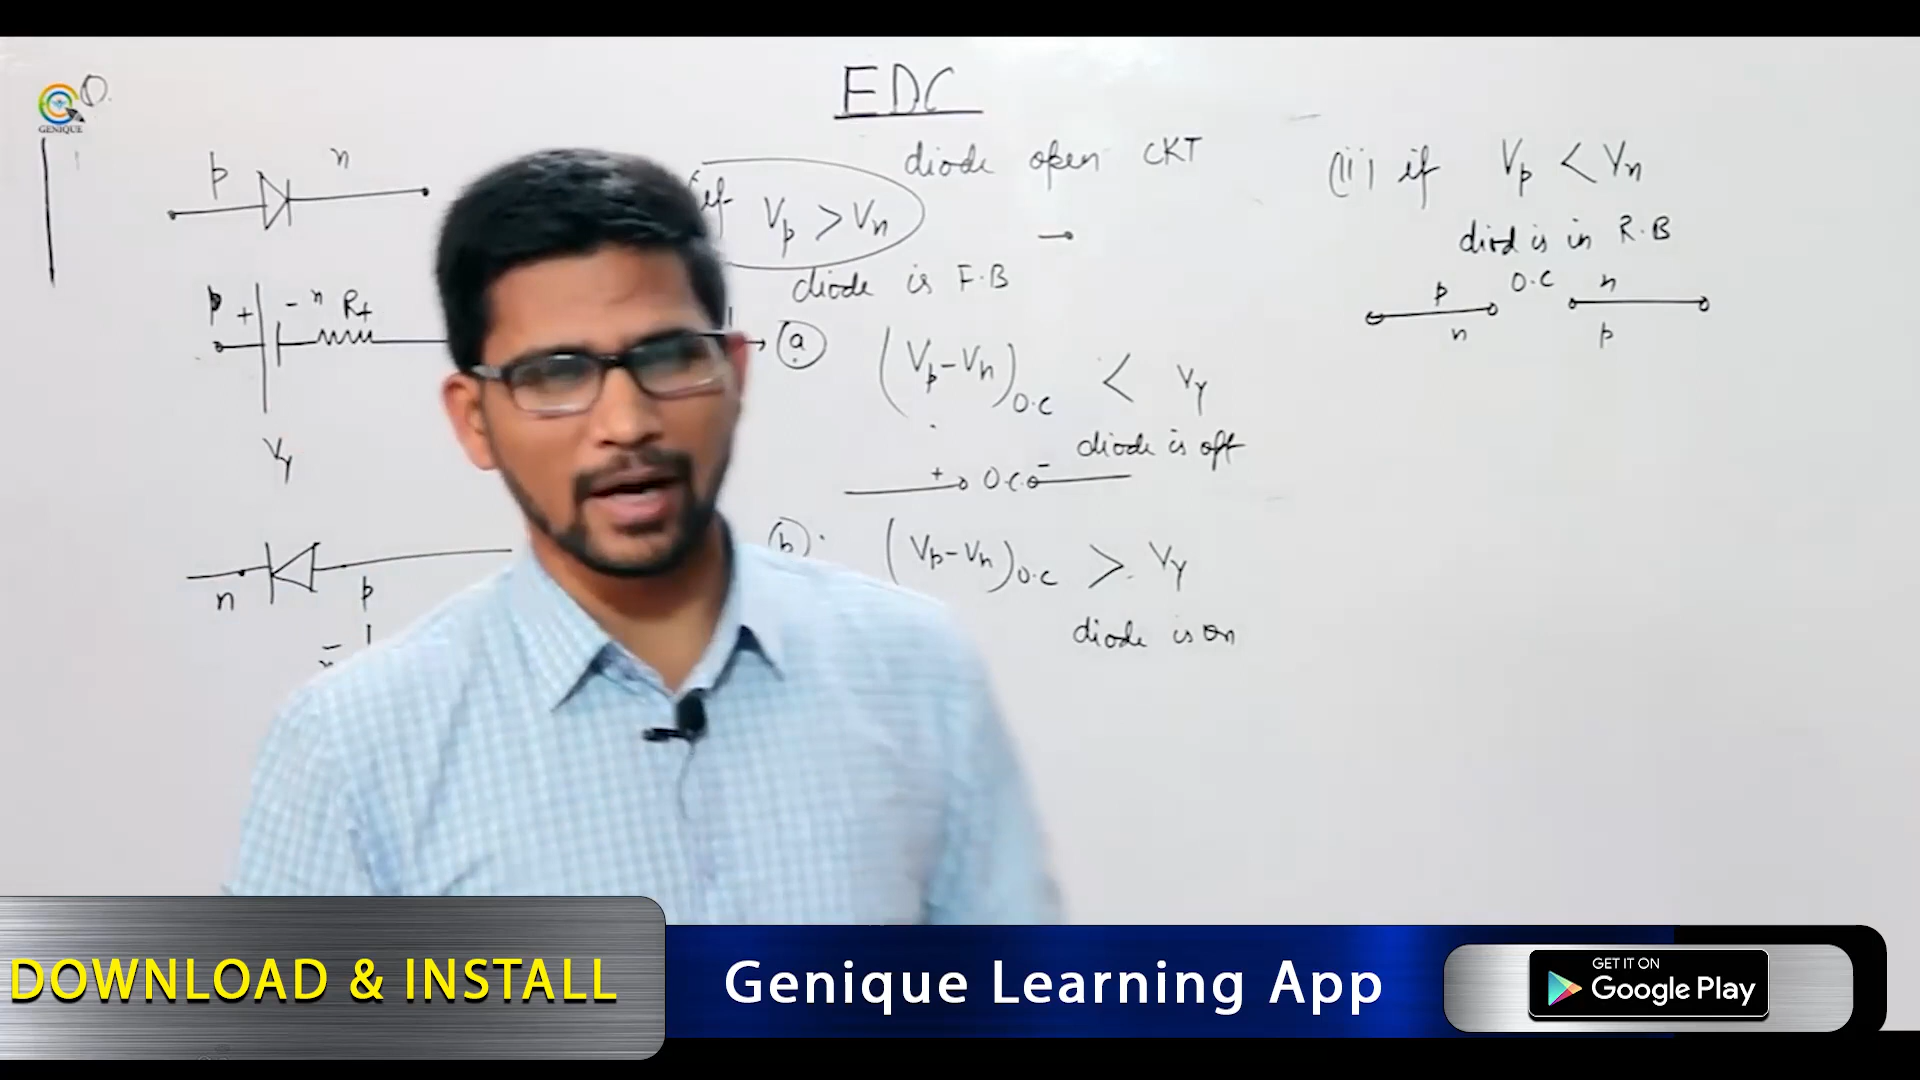 GENIQUE
EDC
p n
diode open CKT
if Vp > Vn
diode is F.B
p + - n Rf
Vγ
(a) (Vp-Vn)O.C < Vγ
diode is off
+ O.C -
(b) (Vp-Vn)O.C > Vγ
diode is on
n p
(ii) if Vp < Vn
diod is in R.B
p O.C n
n p
DOWNLOAD & INSTALL
Genique Learning App
GET IT ON
Google Play